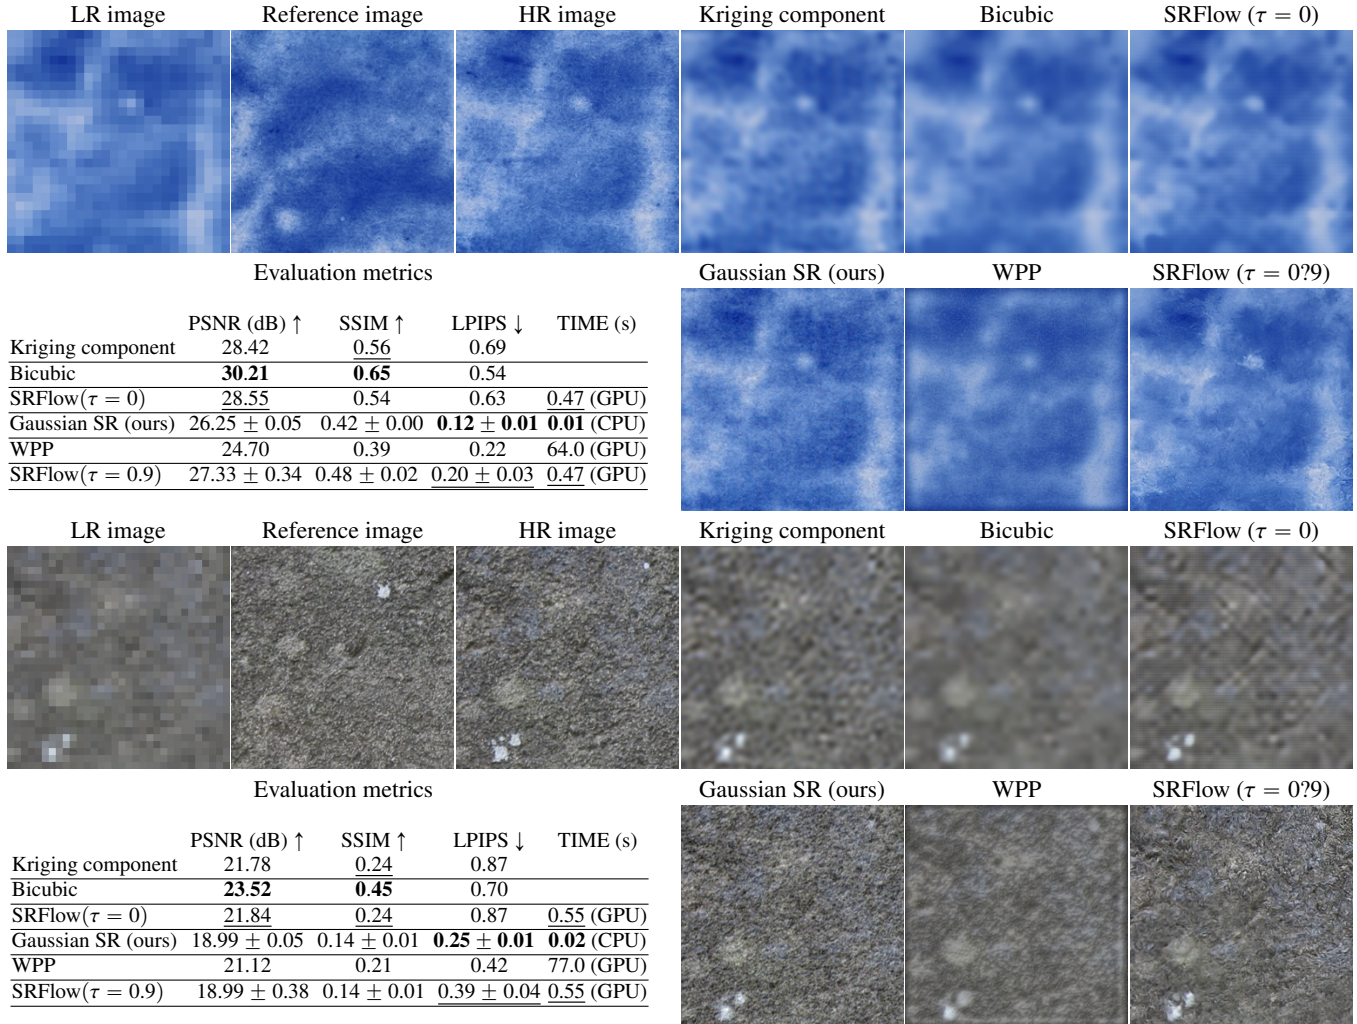 LR image Reference image HR image Kriging component Bicubic SRFlow (τ = 0)
Evaluation metrics
Gaussian SR (ours) WPP SRFlow (τ = 0?9)
PSNR (dB) ↑ SSIM ↑ LPIPS ↓ TIME (s)
Kriging component 28.42 0.56 0.69
Bicubic 30.21 0.65 0.54
SRFlow(τ = 0) 28.55 0.54 0.63 0.47 (GPU)
Gaussian SR (ours) 26.25 ± 0.05 0.42 ± 0.00 0.12 ± 0.01 0.01 (CPU)
WPP 24.70 0.39 0.22 64.0 (GPU)
SRFlow(τ = 0.9) 27.33 ± 0.34 0.48 ± 0.02 0.20 ± 0.03 0.47 (GPU)
LR image Reference image HR image Kriging component Bicubic SRFlow (τ = 0)
Evaluation metrics
Gaussian SR (ours) WPP SRFlow (τ = 0?9)
PSNR (dB) ↑ SSIM ↑ LPIPS ↓ TIME (s)
Kriging component 21.78 0.24 0.87
Bicubic 23.52 0.45 0.70
SRFlow(τ = 0) 21.84 0.24 0.87 0.55 (GPU)
Gaussian SR (ours) 18.99 ± 0.05 0.14 ± 0.01 0.25 ± 0.01 0.02 (CPU)
WPP 21.12 0.21 0.42 77.0 (GPU)
SRFlow(τ = 0.9) 18.99 ± 0.38 0.14 ± 0.01 0.39 ± 0.04 0.55 (GPU)